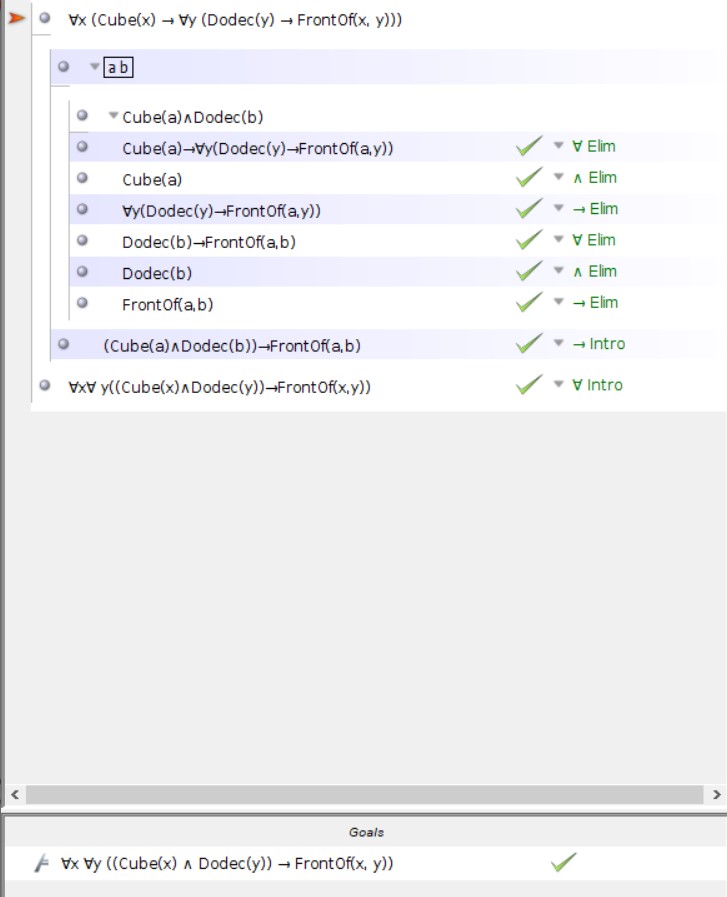 ∀x (Cube(x) → ∀y (Dodec(y) → FrontOf(x, y)))
a b
Cube(a)∧Dodec(b)
Cube(a)→∀y(Dodec(y)→FrontOf(a,y)) ∀ Elim
Cube(a) ∧ Elim
∀y(Dodec(y)→FrontOf(a,y)) → Elim
Dodec(b)→FrontOf(a,b) ∀ Elim
Dodec(b) ∧ Elim
FrontOf(a,b) → Elim
(Cube(a)∧Dodec(b))→FrontOf(a,b) → Intro
∀x∀ y((Cube(x)∧Dodec(y))→FrontOf(x,y)) ∀ Intro
Goals
∀x ∀y ((Cube(x) ∧ Dodec(y)) → FrontOf(x, y))